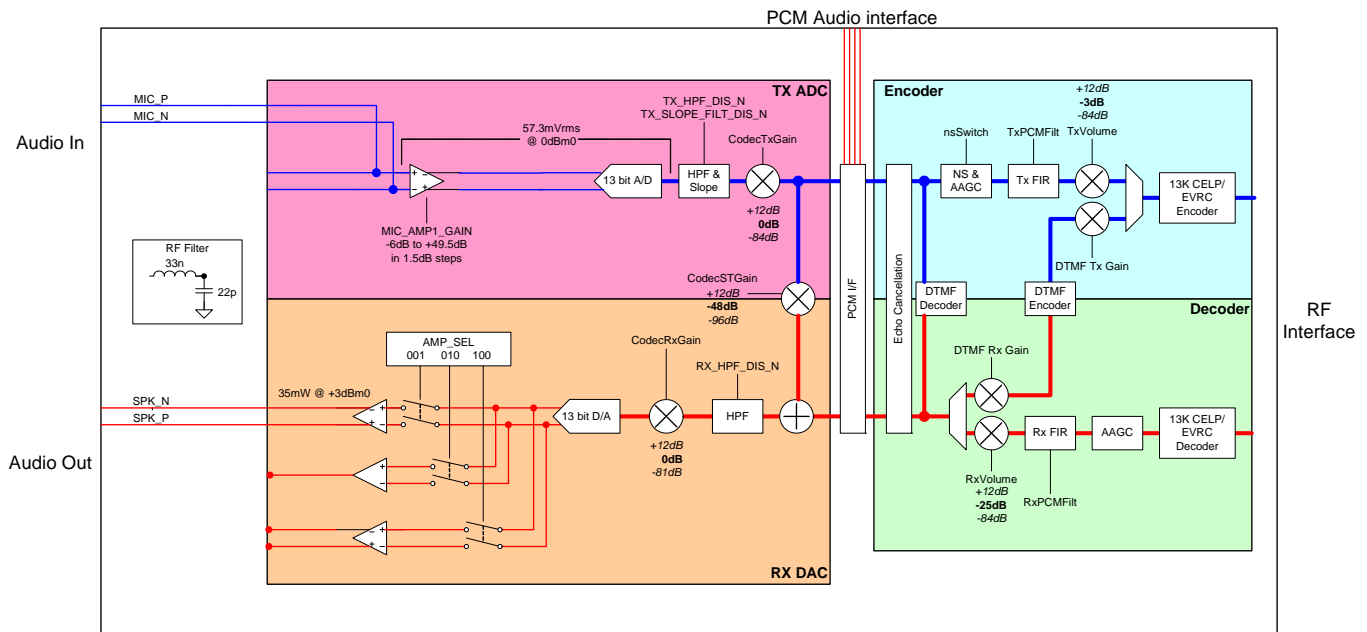 PCM Audio interface
Audio In
MIC_P
MIC_N
TX ADC
57.3mVrms
@ 0dBm0
TX_HPF_DIS_N
TX_SLOPE_FILT_DIS_N
CodecTxGain
+
−
−
+
13 bit A/D
HPF &
Slope
+12dB
0dB
-84dB
MIC_AMP1_GAIN
-6dB to +49.5dB
in 1.5dB steps
RF Filter
33n
22p
CodecSTGain
+12dB
-48dB
-96dB
PCM I/F
Echo Cancellation
Encoder
nsSwitch
TxPCMFilt
+12dB
-3dB
-84dB
TxVolume
NS &
AAGC
Tx FIR
13K CELP/
EVRC
Encoder
DTMF Tx Gain
DTMF
Decoder
DTMF
Encoder
Decoder
RF
Interface
AMP_SEL
001 010 100
35mW @ +3dBm0
SPK_N
SPK_P
Audio Out
−
+
+
−
+
−
+
−
+
−
+
−
13 bit D/A
CodecRxGain
+12dB
0dB
-81dB
RX_HPF_DIS_N
HPF
DTMF Rx Gain
RxVolume
+12dB
-25dB
-84dB
Rx FIR
RxPCMFilt
AAGC
13K CELP/
EVRC
Decoder
RX DAC